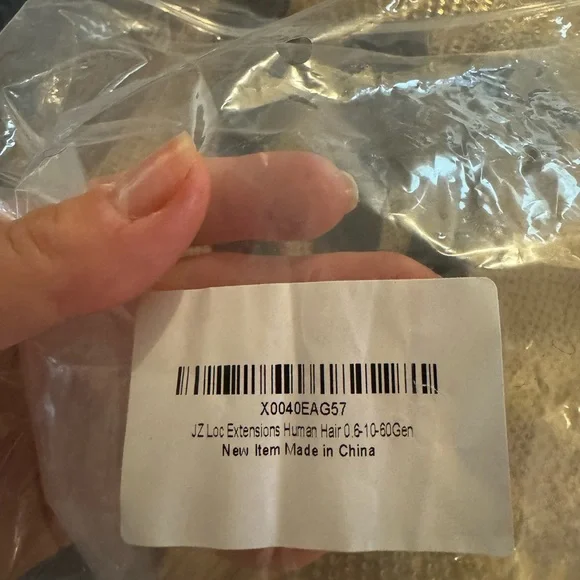 X0040EAG57
JZ Loc Extensions Human Hair 0.6-10-60Gen
New Item Made in China